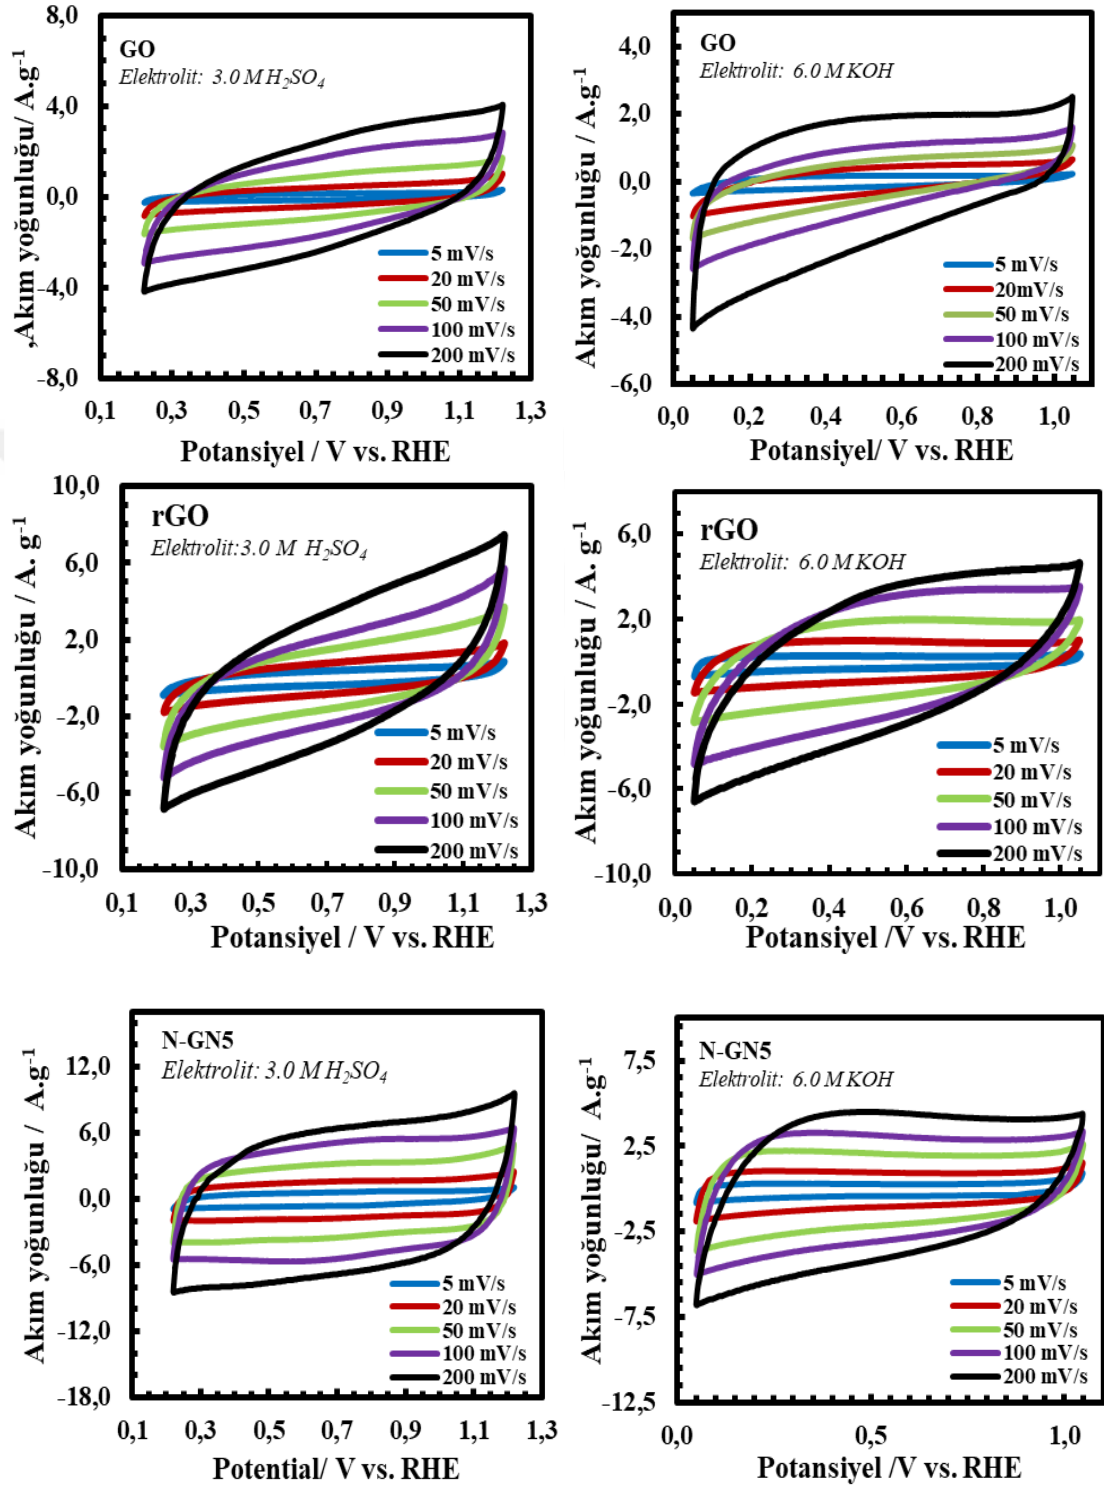 8,0
4,0
0,0
-4,0
-8,0
,Akım yoğunluğu/ A.g⁻¹
GO
Elektrolit: 3.0 M H₂SO₄
5 mV/s
20 mV/s
50 mV/s
100 mV/s
200 mV/s
0,1 0,3 0,5 0,7 0,9 1,1 1,3
Potansiyel / V vs. RHE
4,0
2,0
0,0
-2,0
-4,0
-6,0
Akım yoğunluğu / A.g⁻¹
GO
Elektrolit: 6.0 M KOH
5 mV/s
20mV/s
50 mV/s
100 mV/s
200 mV/s
0,0 0,2 0,4 0,6 0,8 1,0
Potansiyel/ V vs. RHE
10,0
6,0
2,0
-2,0
-6,0
-10,0
Akım yoğunluğu / A. g⁻¹
rGO
Elektrolit:3.0 M H₂SO₄
5 mV/s
20 mV/s
50 mV/s
100 mV/s
200 mV/s
0,1 0,3 0,5 0,7 0,9 1,1 1,3
Potansiyel / V vs. RHE
6,0
2,0
-2,0
-6,0
-10,0
Akım yoğunluğu / A. g⁻¹
rGO
Elektrolit: 6.0 M KOH
5 mV/s
20 mV/s
50 mV/s
100 mV/s
200 mV/s
0,0 0,2 0,4 0,6 0,8 1,0
Potansiyel /V vs. RHE
12,0
6,0
0,0
-6,0
-12,0
-18,0
Akım yoğunluğu / A.g⁻¹
N-GN5
Elektrolit: 3.0 M H₂SO₄
5 mV/s
20 mV/s
50 mV/s
100 mV/s
200 mV/s
0,1 0,3 0,5 0,7 0,9 1,1 1,3
Potential/ V vs. RHE
7,5
2,5
-2,5
-7,5
-12,5
Akım yoğunluğu/ A.g⁻¹
N-GN5
Elektrolit: 6.0 M KOH
5 mV/s
20 mV/s
50 mV/s
100 mV/s
200 mV/s
0,0 0,5 1,0
Potansiyel /V vs. RHE